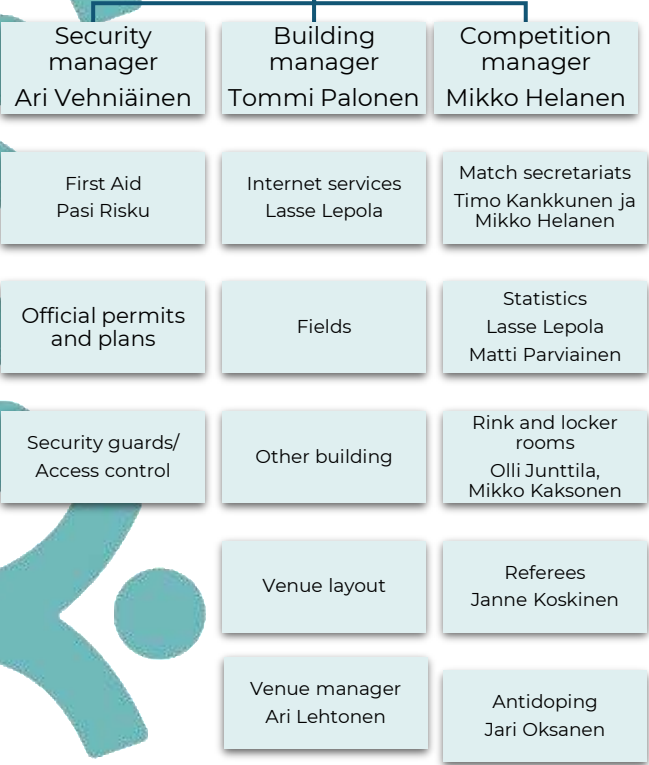 Security
manager
Ari Vehniäinen
First Aid
Pasi Risku
Official permits
and plans
Security guards/
Access control
Building
manager
Tommi Palonen
Internet services
Lasse Lepola
Fields
Other building
Venue layout
Venue manager
Ari Lehtonen
Competition
manager
Mikko Helanen
Match secretariats
Timo Kankkunen ja
Mikko Helanen
Statistics
Lasse Lepola
Matti Parviainen
Rink and locker
rooms
Olli Junttila,
Mikko Kaksonen
Referees
Janne Koskinen
Antidoping
Jari Oksanen